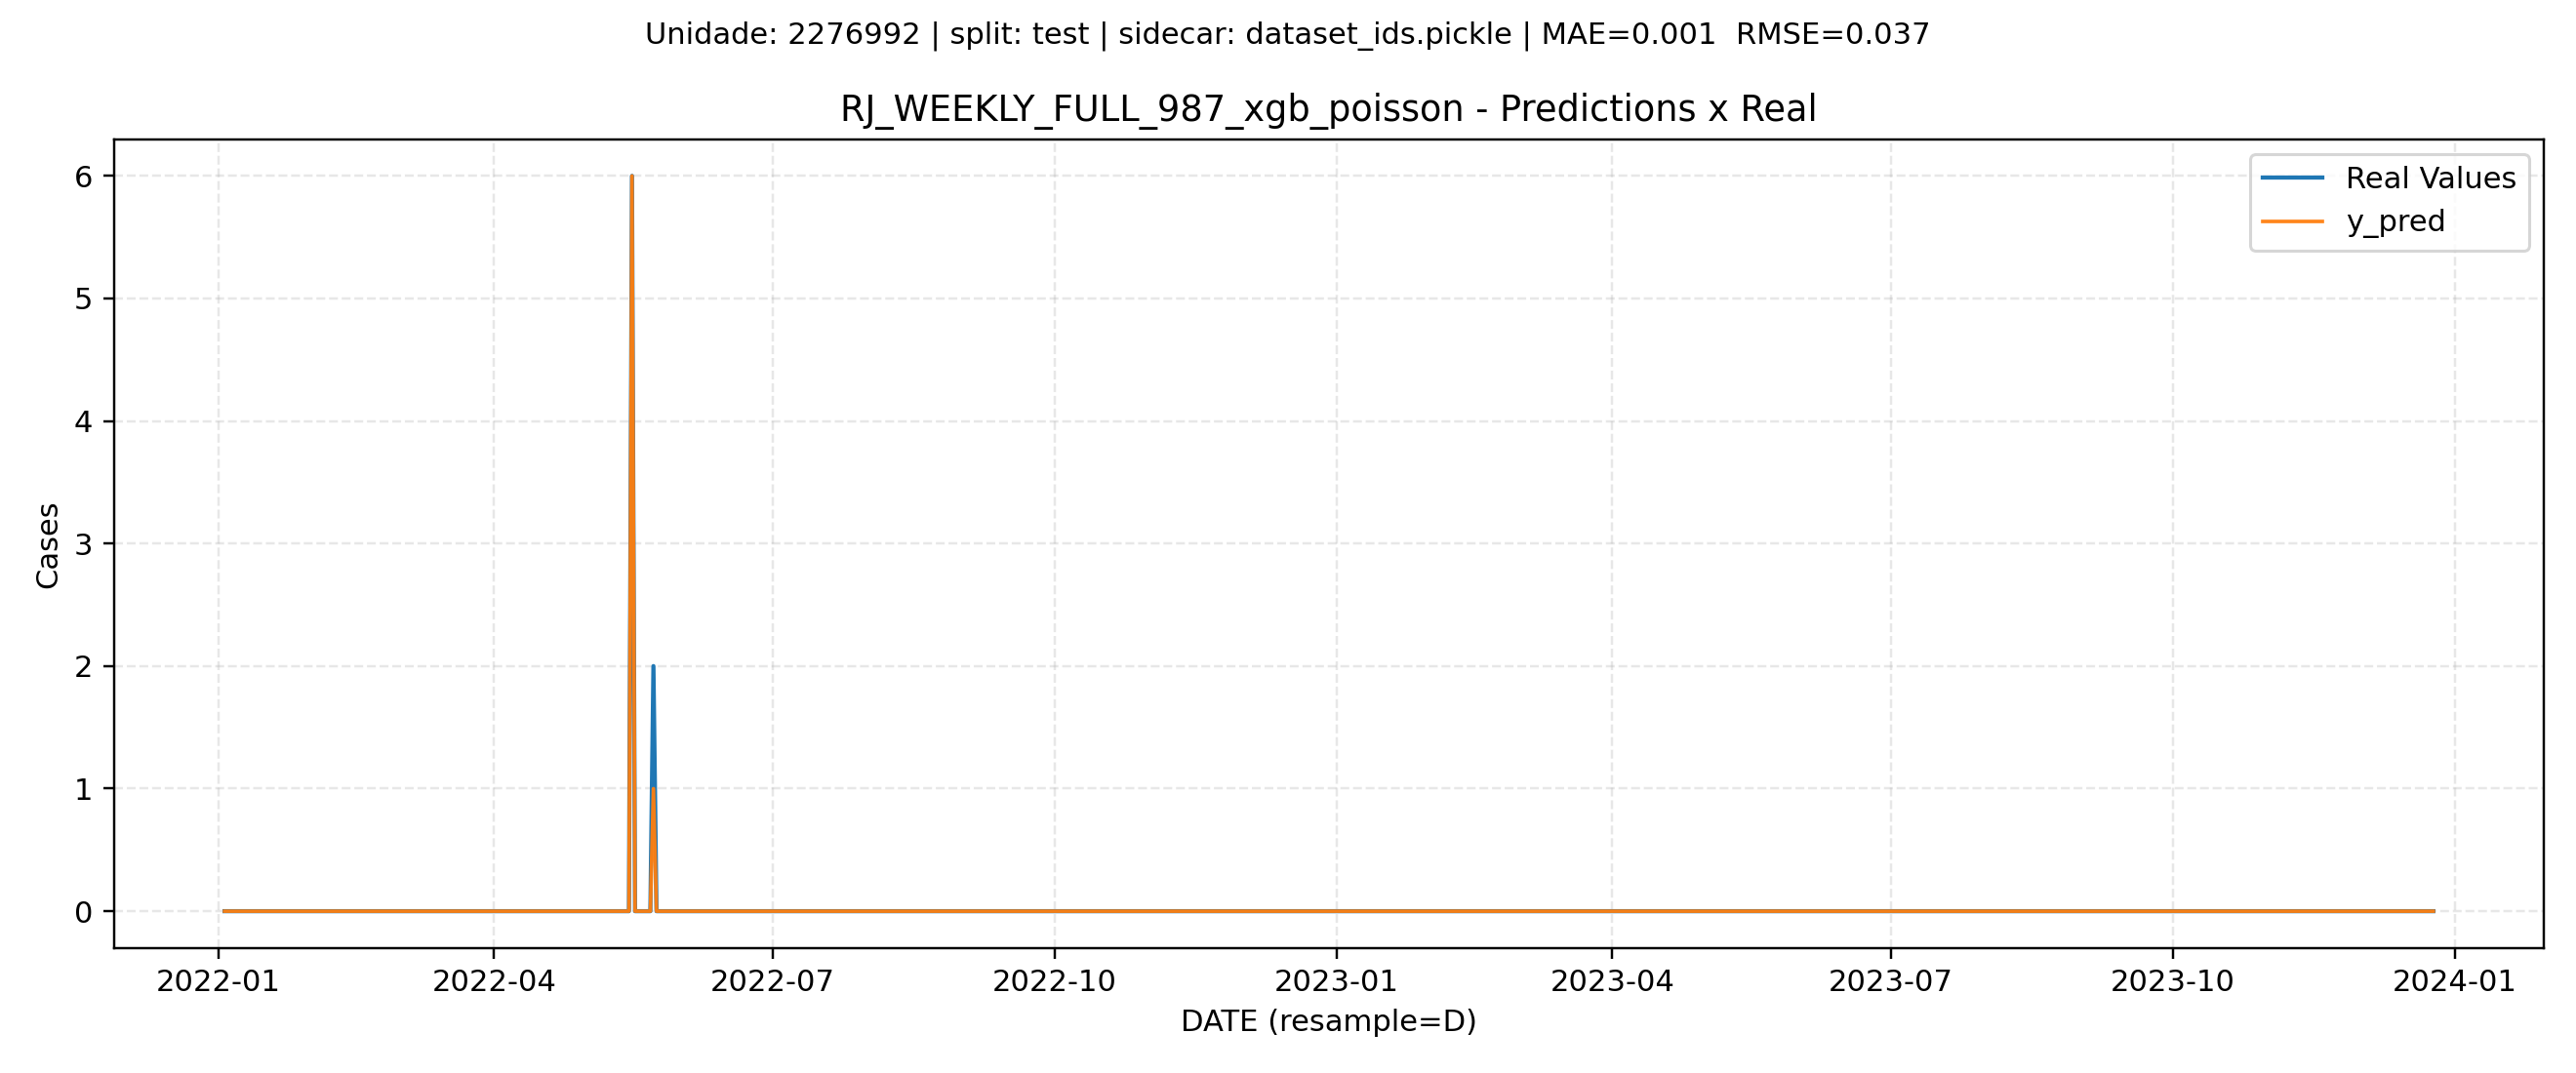 Unidade: 2276992 | split: test | sidecar: dataset_ids.pickle | MAE=0.001  RMSE=0.037
RJ_WEEKLY_FULL_987_xgb_poisson - Predictions x Real
Real Values
y_pred
Cases
6
5
4
3
2
1
0
2022-01
2022-04
2022-07
2022-10
2023-01
2023-04
2023-07
2023-10
2024-01
DATE (resample=D)